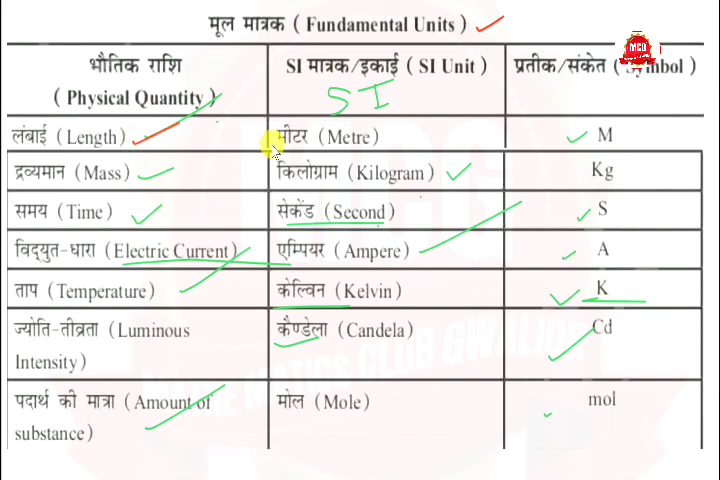 मूल मात्रक ( Fundamental Units )
MCG
भौतिक राशि SI मात्रक/इकाई ( SI Unit ) प्रतीक/संकेत ( Symbol )
( Physical Quantity )
SI
लंबाई (Length) मीटर (Metre) M
द्रव्यमान (Mass) किलोग्राम (Kilogram) Kg
समय (Time) सेकेंड (Second) S
विद्युत-धारा (Electric Current) एम्पियर (Ampere) A
ताप (Temperature) केल्विन (Kelvin) K
ज्योति-तीव्रता (Luminous कैण्डेला (Candela) Cd
Intensity)
पदार्थ की मात्रा (Amount of मोल (Mole) mol
substance)